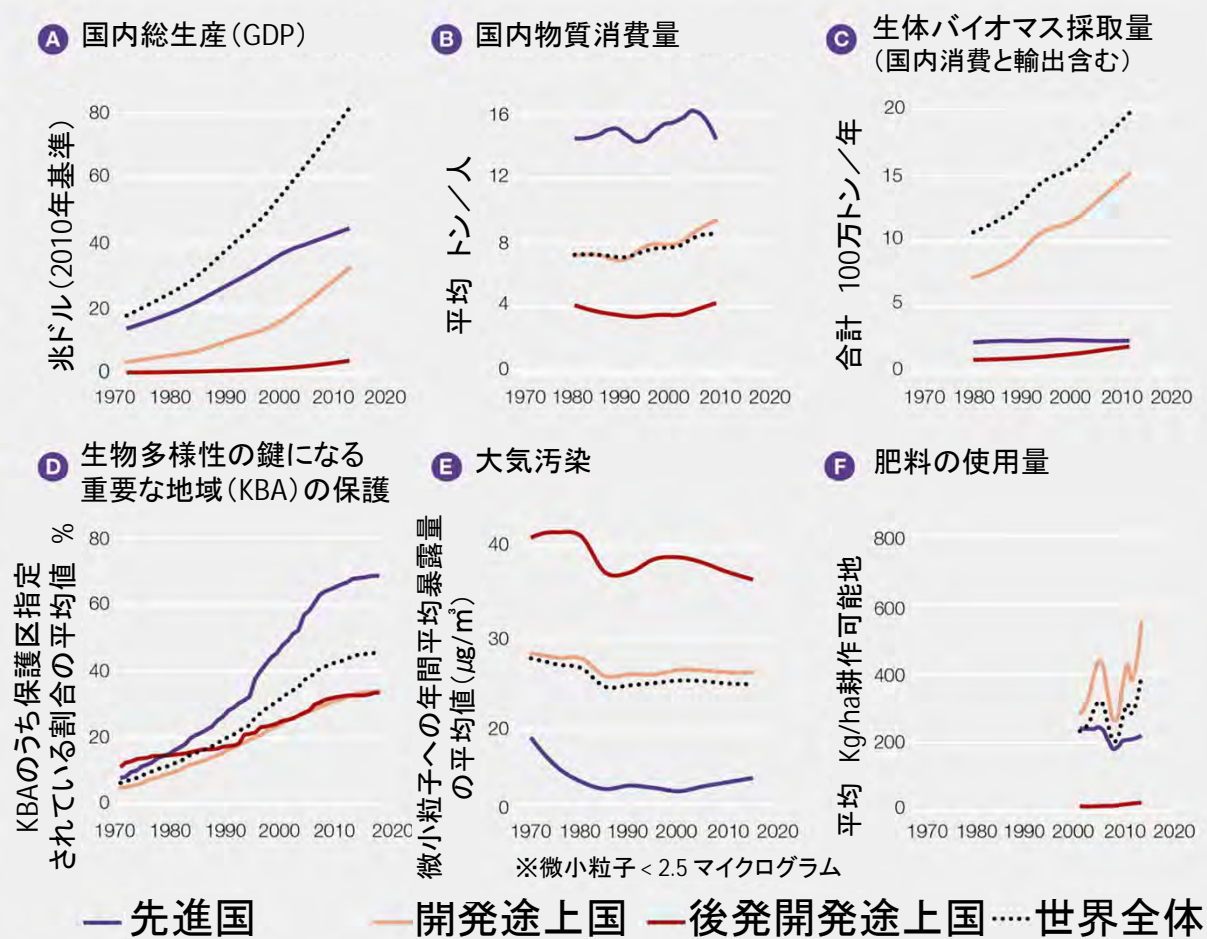 A 国内総生産(GDP)
兆ドル(2010年基準)
80
60
40
20
0
1970 1980 1990 2000 2010 2020
B 国内物質消費量
平均 トン/人
16
12
8
4
0
1970 1980 1990 2000 2010 2020
C 生体バイオマス採取量
(国内消費と輸出含む)
合計 100万トン/年
20
15
10
5
0
1970 1980 1990 2000 2010 2020
D 生物多様性の鍵になる
重要な地域(KBA)の保護
KBAのうち保護区指定
されている割合の平均値 %
80
60
40
20
0
1970 1980 1990 2000 2010 2020
E 大気汚染
微小粒子への年間平均暴露量
の平均値(μg/㎥)
40
30
20
0
1970 1980 1990 2000 2010 2020
※微小粒子 < 2.5 マイクログラム
F 肥料の使用量
平均 Kg/ha耕作可能地
800
600
400
200
0
1970 1980 1990 2000 2010 2020
先進国 開発途上国 後発開発途上国 世界全体